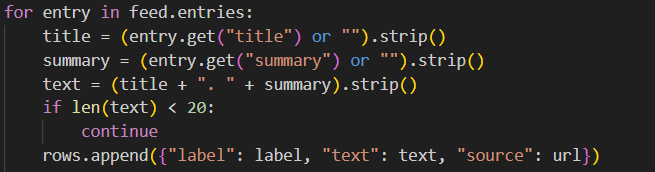 for entry in feed.entries:
    title = (entry.get("title") or "").strip()
    summary = (entry.get("summary") or "").strip()
    text = (title + ". " + summary).strip()
    if len(text) < 20:
        continue
    rows.append({"label": label, "text": text, "source": url})